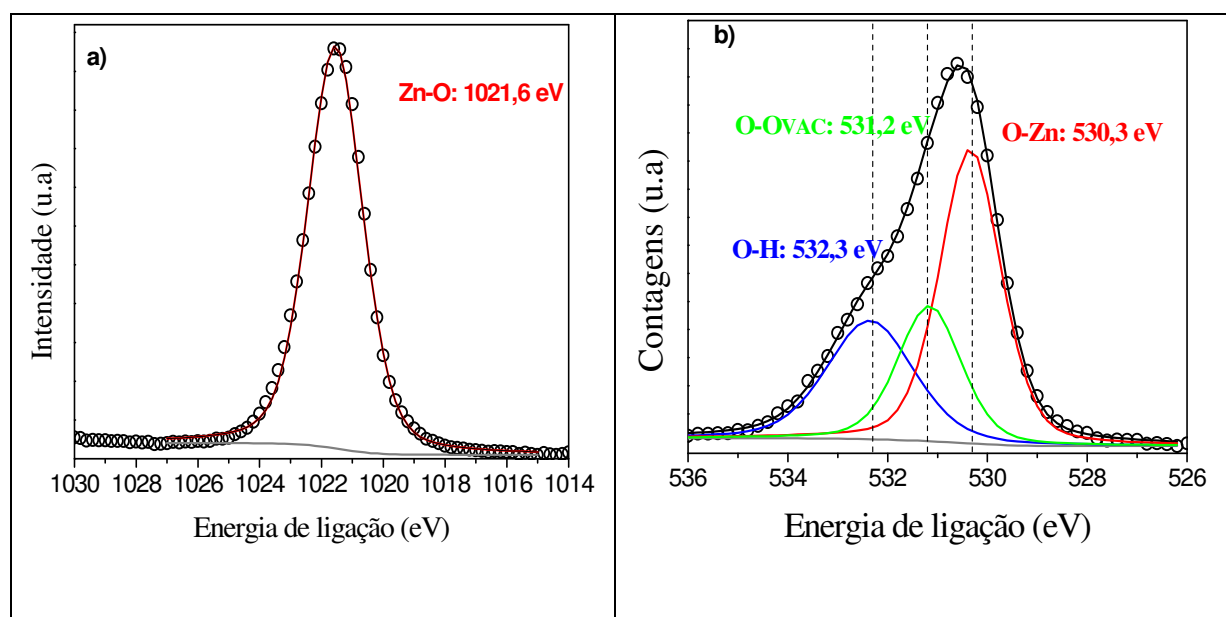 a)
Zn-O: 1021,6 eV
Intensidade (u.a)
1030 1028 1026 1024 1022 1020 1018 1016 1014
Energia de ligação (eV)
b)
O-OVAC: 531,2 eV
O-Zn: 530,3 eV
O-H: 532,3 eV
Contagens (u.a)
536 534 532 530 528 526
Energia de ligação (eV)